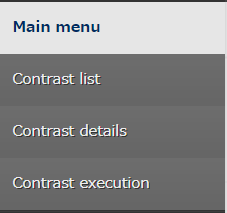 Main menu
Contrast list
Contrast details
Contrast execution